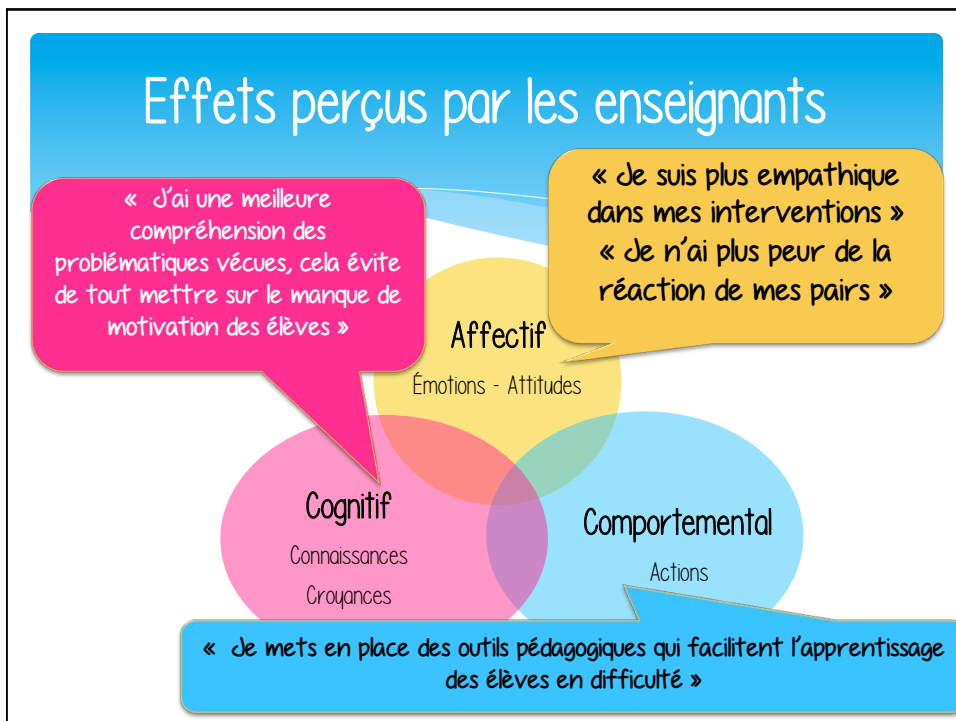 Effets perçus par les enseignants
« J'ai une meilleure
compréhension des
problématiques vécues, cela évite
de tout mettre sur le manque de
motivation des élèves »
« Je suis plus empathique
dans mes interventions »
« Je n'ai plus peur de la
réaction de mes pairs »
Affectif
Émotions - Attitudes
Cognitif
Connaissances
Croyances
Comportemental
Actions
« Je mets en place des outils pédagogiques qui facilitent l'apprentissage
des élèves en difficulté »